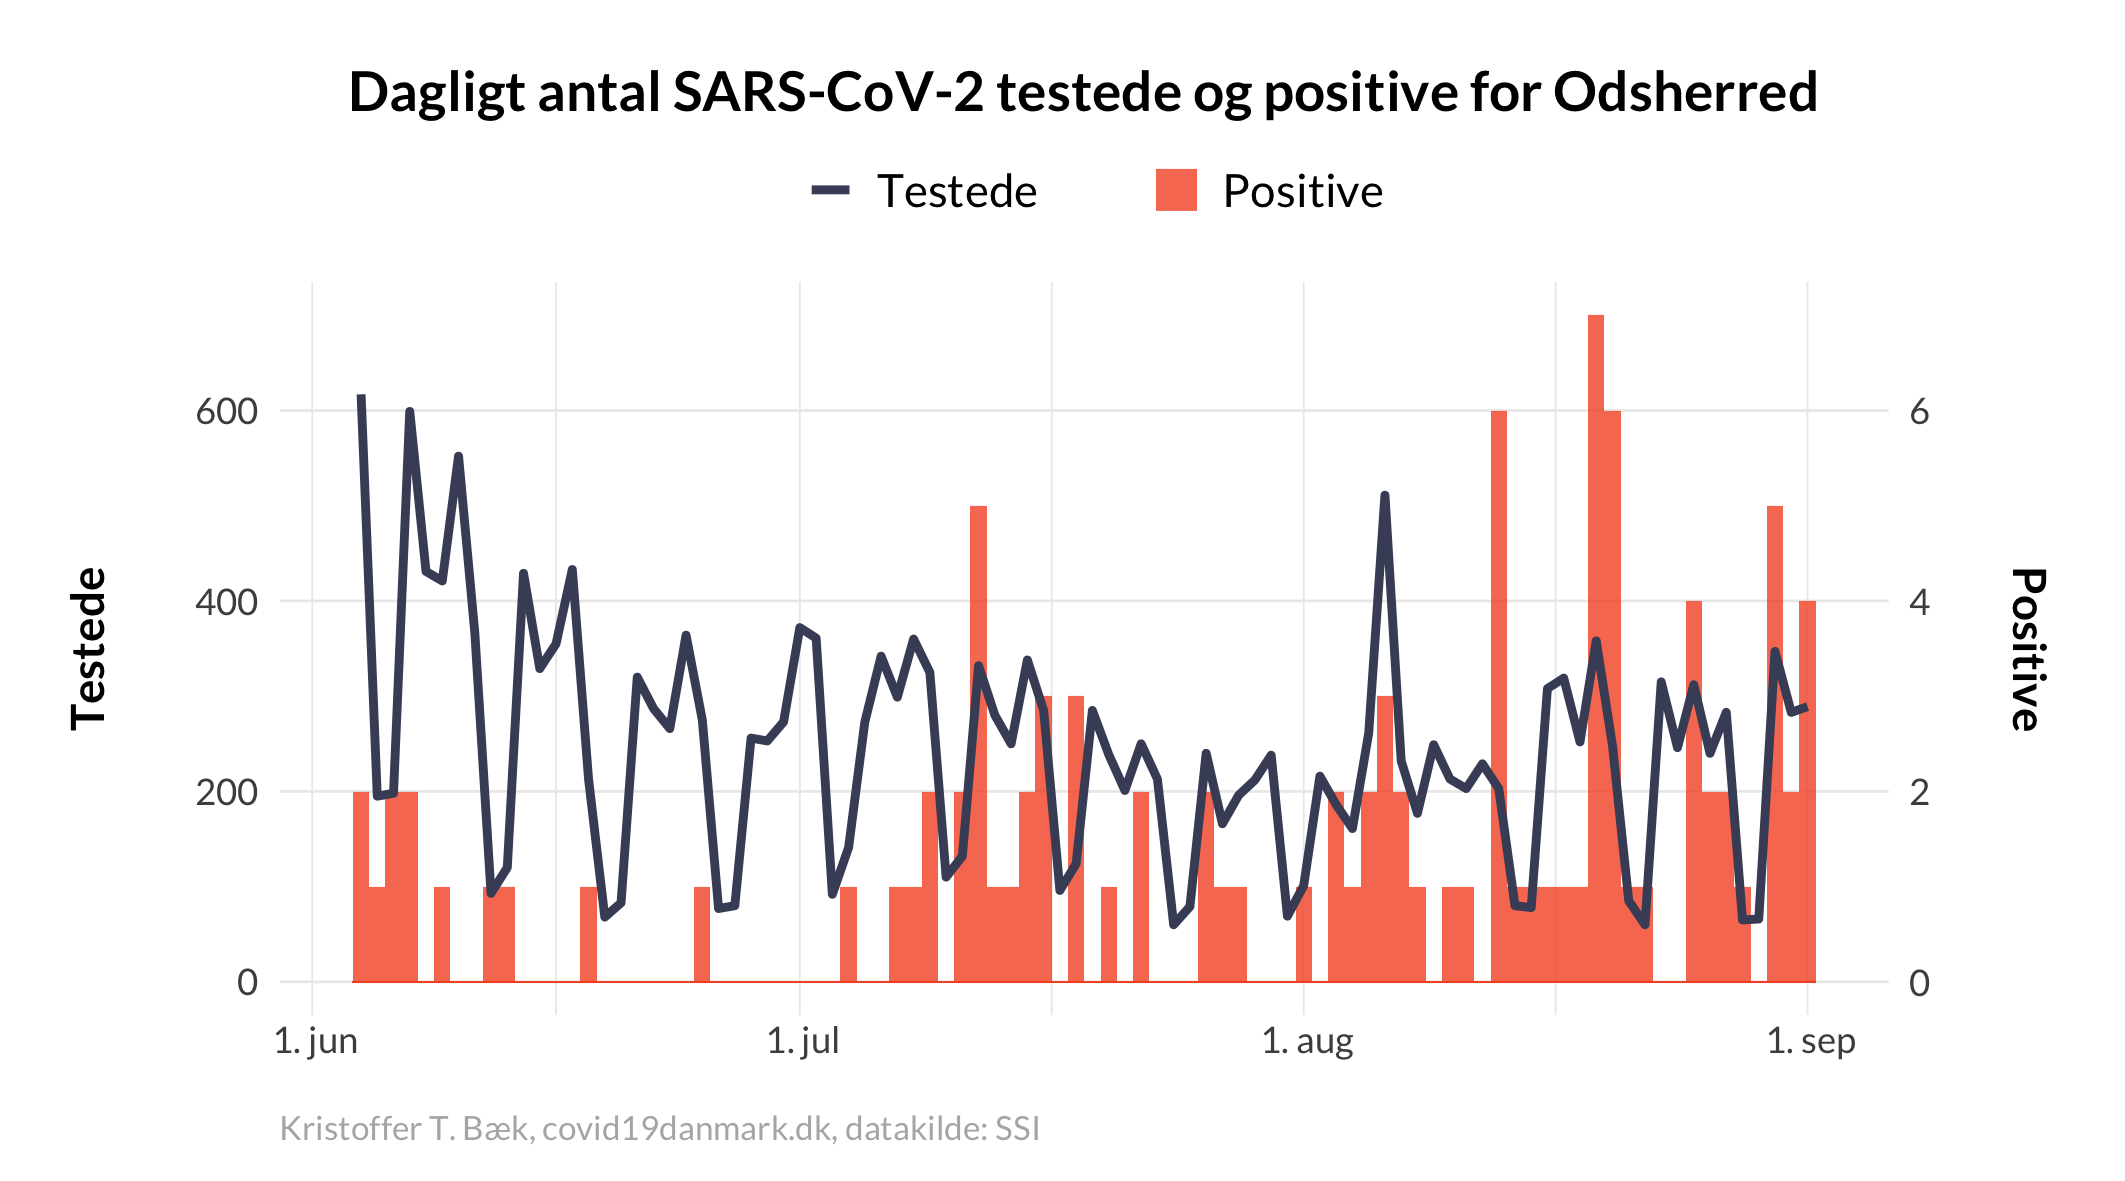 Dagligt antal SARS-CoV-2 testede og positive for Odsherred
Testede
Positive
600
400
200
0
6
4
2
0
Testede
Positive
1. jun
1. jul
1. aug
1. sep
Kristoffer T. Bæk, covid19danmark.dk, datakilde: SSI